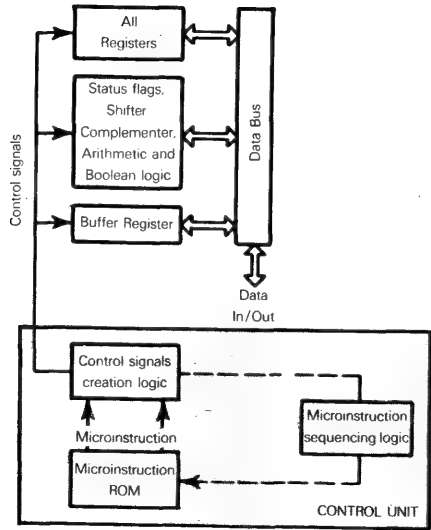 All
Registers
Status flags,
Shifter
Complementer,
Arithmetic and
Boolean logic
Buffer Register
Control signals
Data Bus
Data
In/Out
Control signals
creation logic
Microinstruction
Microinstruction
ROM
Microinstruction
sequencing logic
CONTROL UNIT